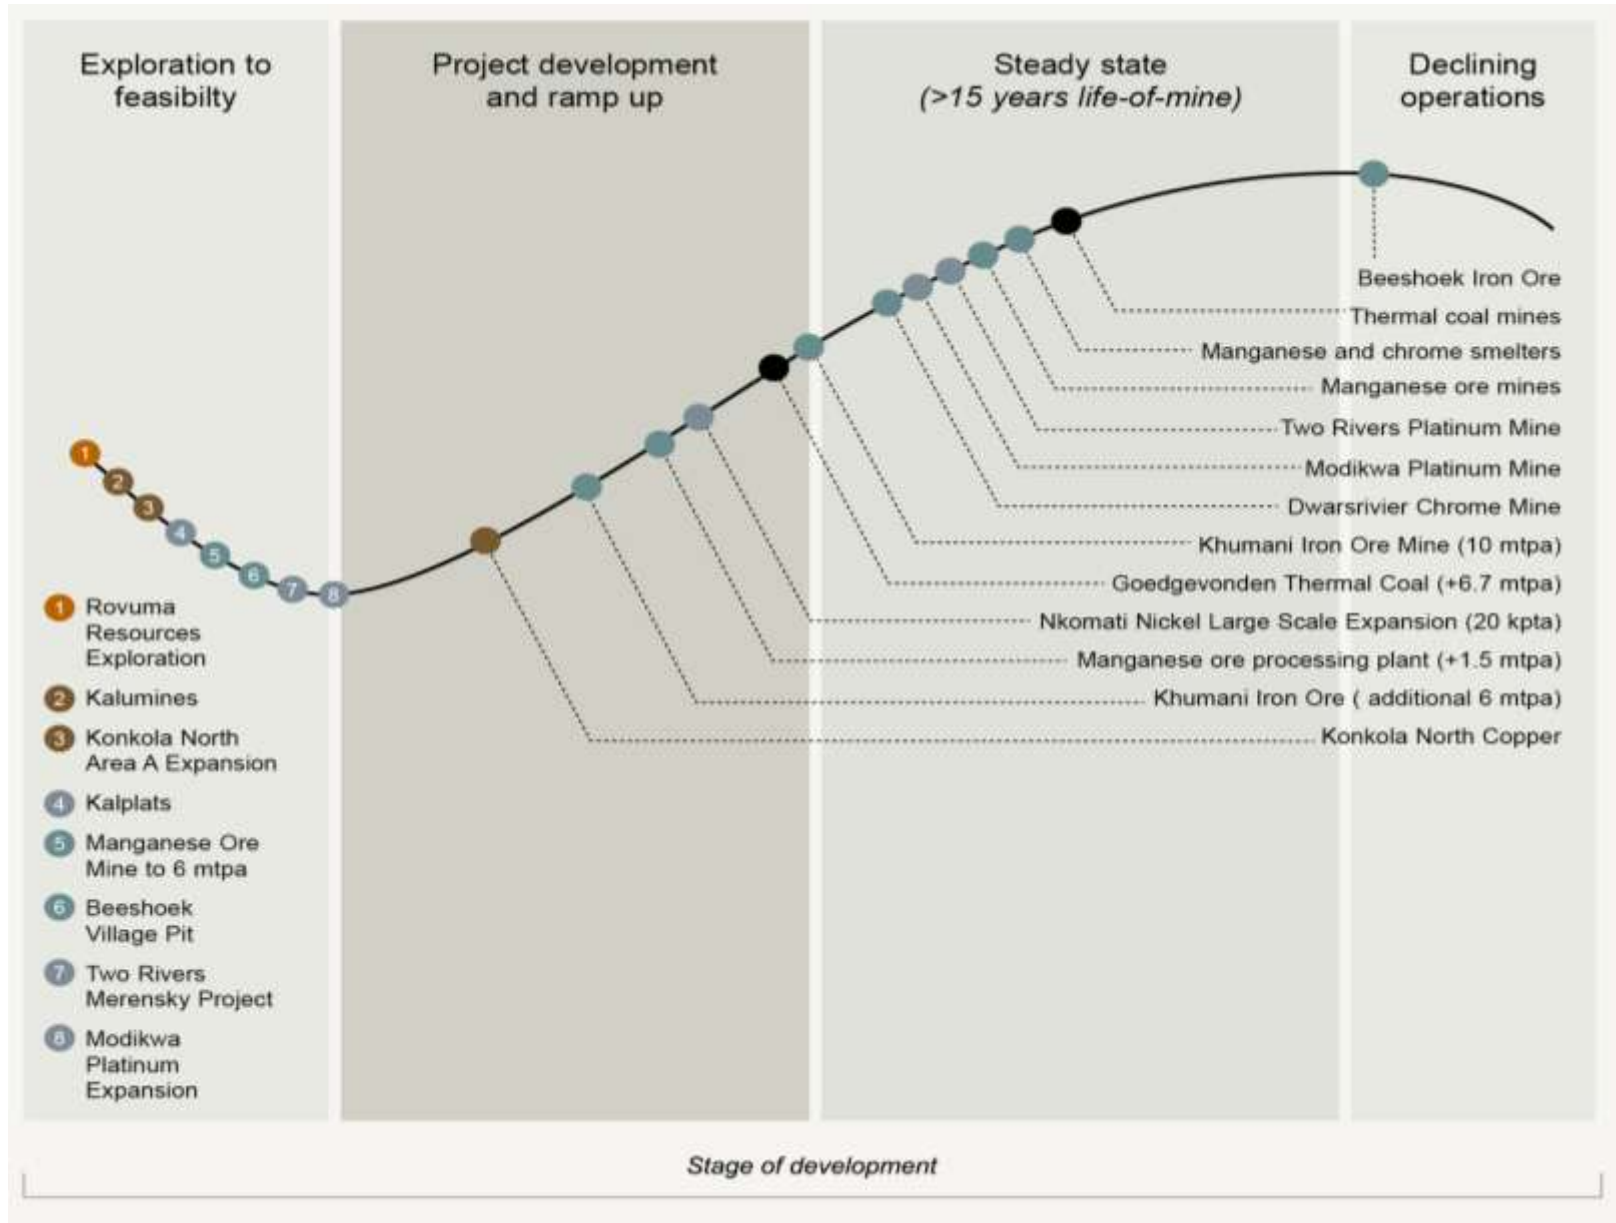 Exploration to
feasibilty
Project development
and ramp up
Steady state
(>15 years life-of-mine)
Declining
operations
1
2
3
4
5
6
7
8
Beeshoek Iron Ore
Thermal coal mines
Manganese and chrome smelters
Manganese ore mines
Two Rivers Platinum Mine
Modikwa Platinum Mine
Dwarsrivier Chrome Mine
Khumani Iron Ore Mine (10 mtpa)
Goedgevonden Thermal Coal (+6.7 mtpa)
Nkomati Nickel Large Scale Expansion (20 kpta)
Manganese ore processing plant (+1.5 mtpa)
Khumani Iron Ore ( additional 6 mtpa)
Konkola North Copper
1 Rovuma
Resources
Exploration
2 Kalumines
3 Konkola North
Area A Expansion
4 Kalplats
5 Manganese Ore
Mine to 6 mtpa
6 Beeshoek
Village Pit
7 Two Rivers
Merensky Project
8 Modikwa
Platinum
Expansion
Stage of development